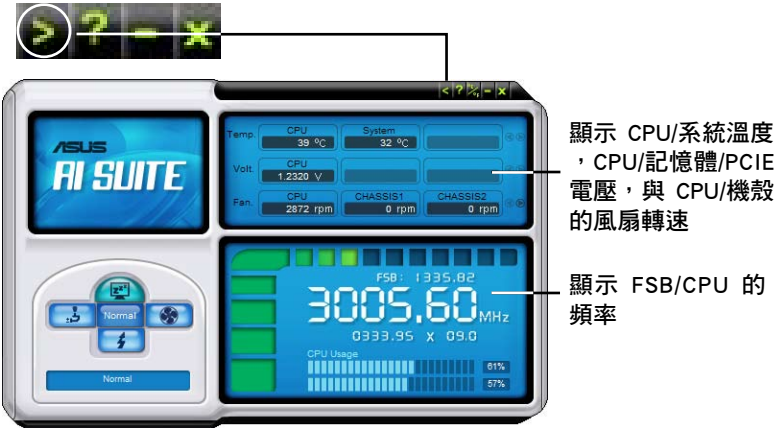 > ? - x
< ? °C/°F - x
ASUS
AI SUITE
Temp. CPU System
39 °C 32 °C
Volt. CPU
1.2320 V
Fan. CPU CHASSIS1 CHASSIS2
2872 rpm 0 rpm 0 rpm
顯示 CPU/系統溫度
，CPU/記憶體/PCIE
電壓，與 CPU/機殼
的風扇轉速
FSB: 1335.82
3005.60 MHz
0333.95 X 09.0
CPU Usage
61%
57%
顯示 FSB/CPU 的
頻率
zz
Normal
Normal